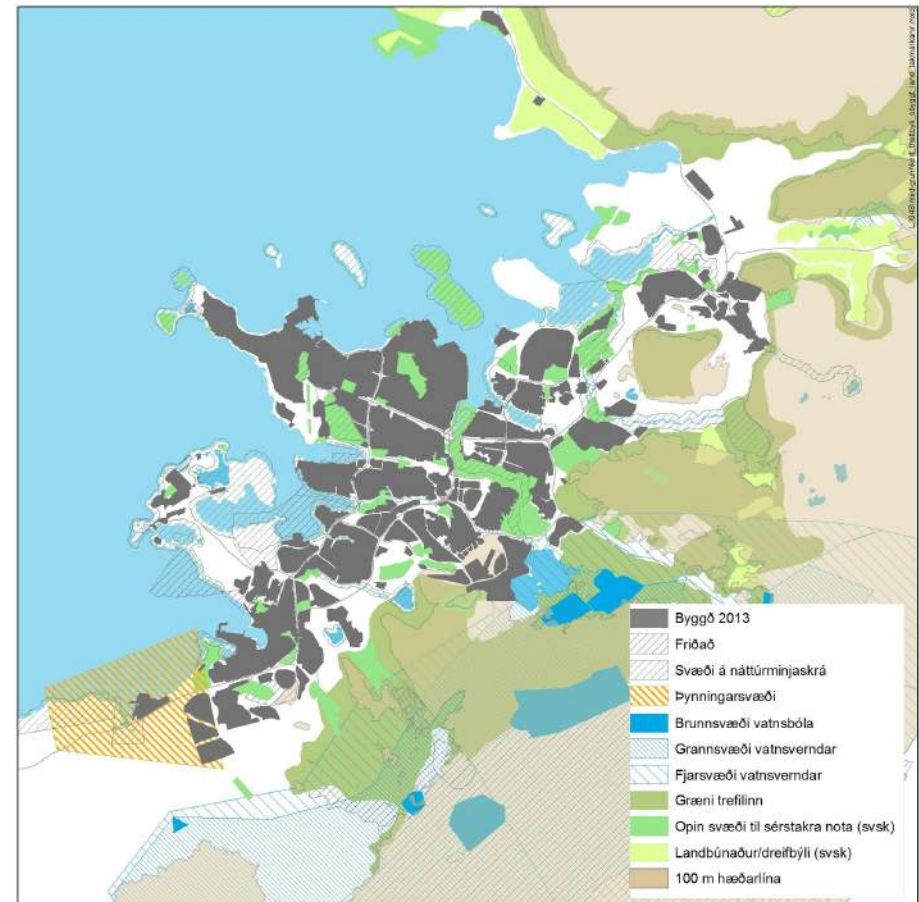 Byggð 2013
Friðað
Svæði á náttúrminjaskrá
Þynningarsvæði
Brunnsvæði vatnsbóla
Grannsvæði vatnsverndar
Fjarsvæði vatnsverndar
Græni trefilinn
Opin svæði til sérstakra nota (svsk)
Landbúnaður/dreifbýli (svsk)
100 m hæðarlína